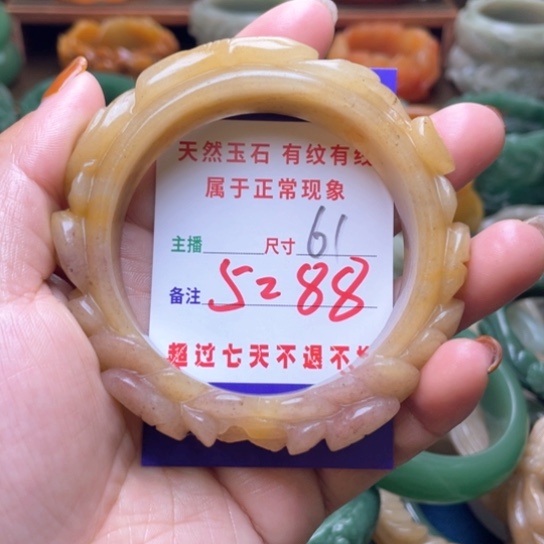 天然玉石 有纹有纹
属于正常现象
主播 尺寸 61
备注 5288
超过七天不退不